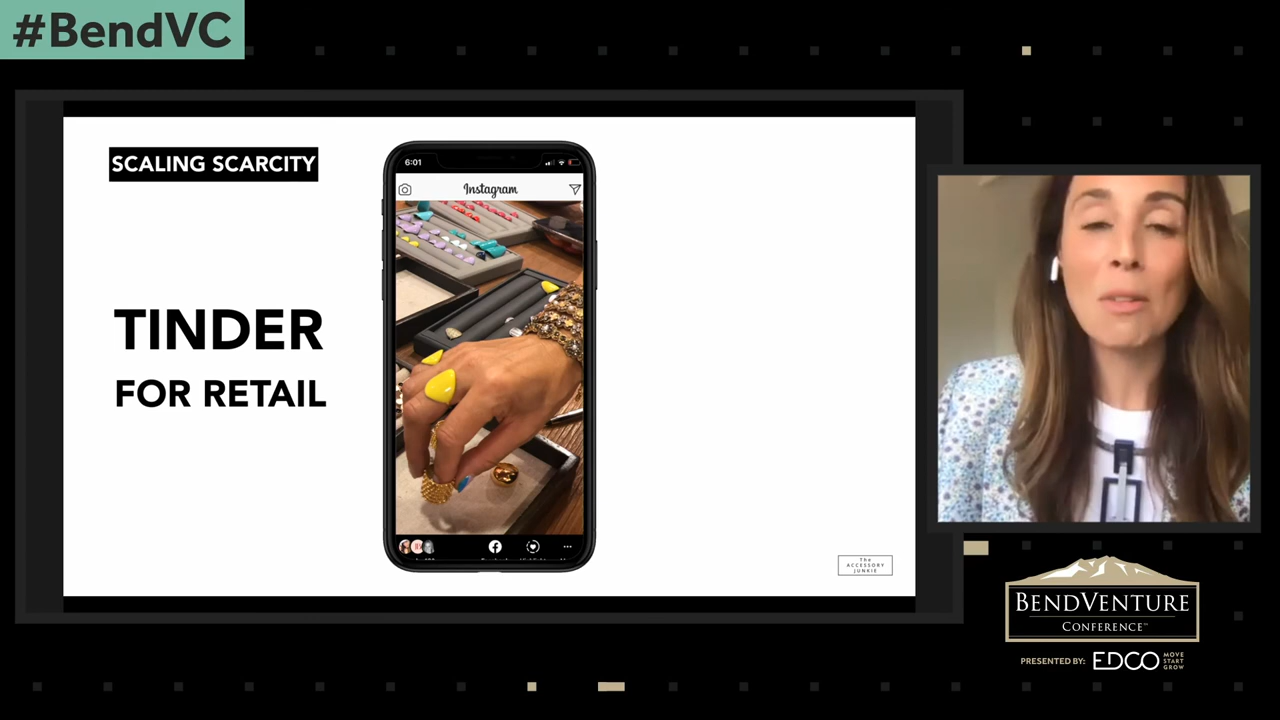 #BendVC
SCALING SCARCITY
TINDER
FOR RETAIL
6:01
Instagram
The
ACCESSORY
JUNKIE
BENDVENTURE
CONFERENCE™
PRESENTED BY: EDCO MOVE
START
GROW